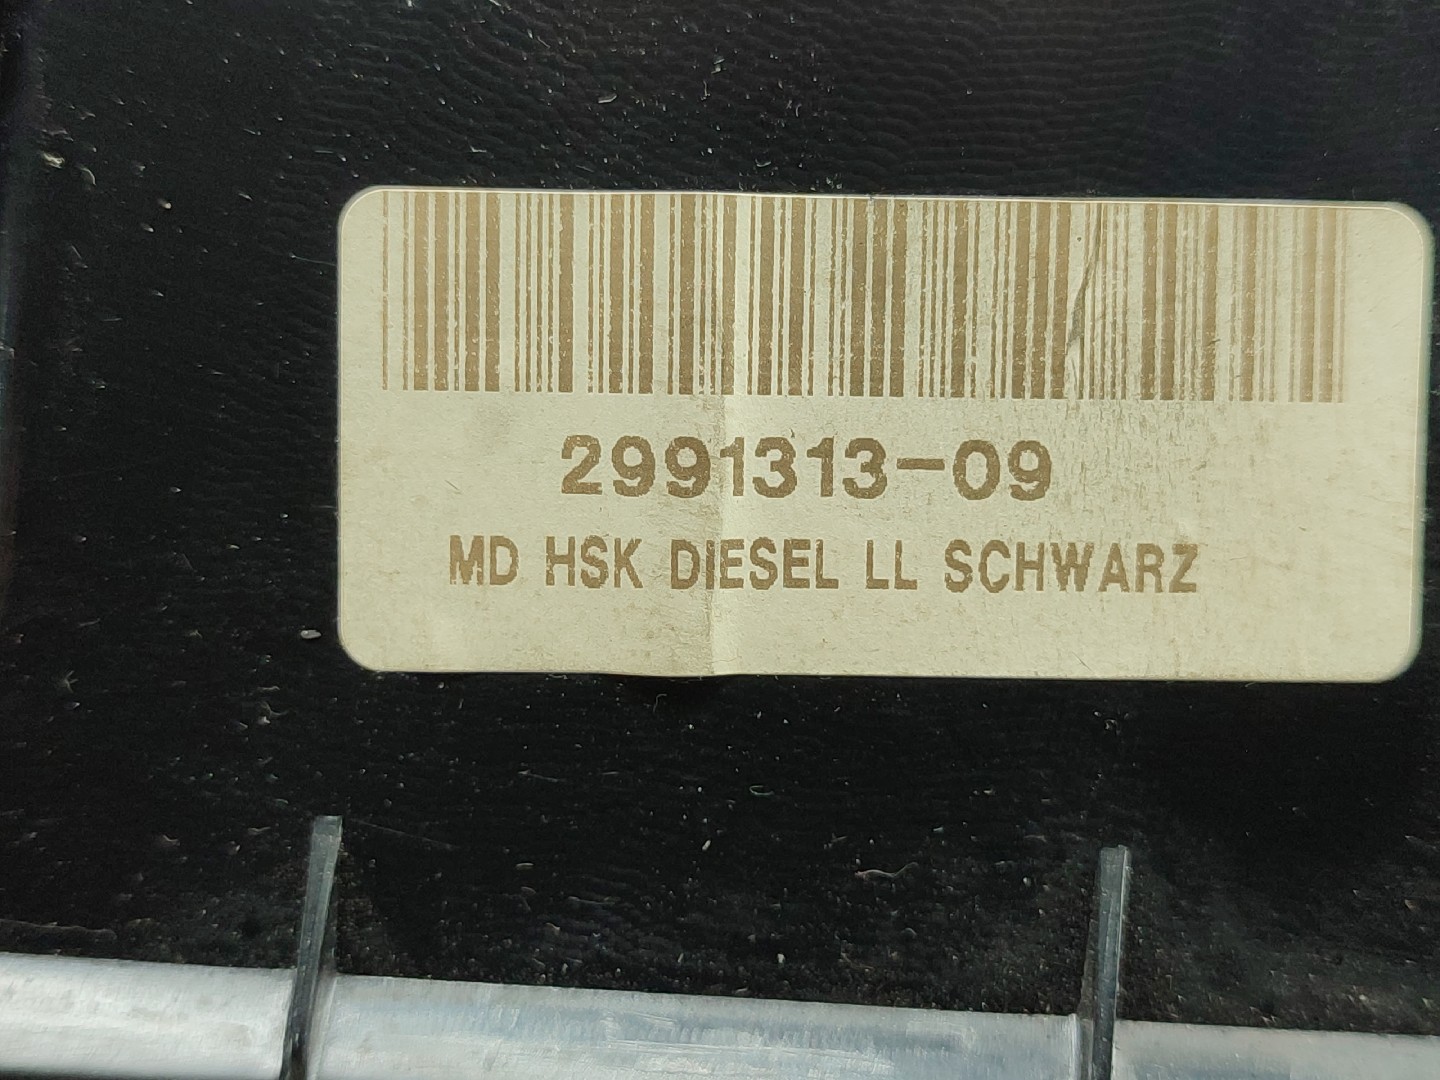 2991313-09
MD HSK DIESEL LL SCHWARZ